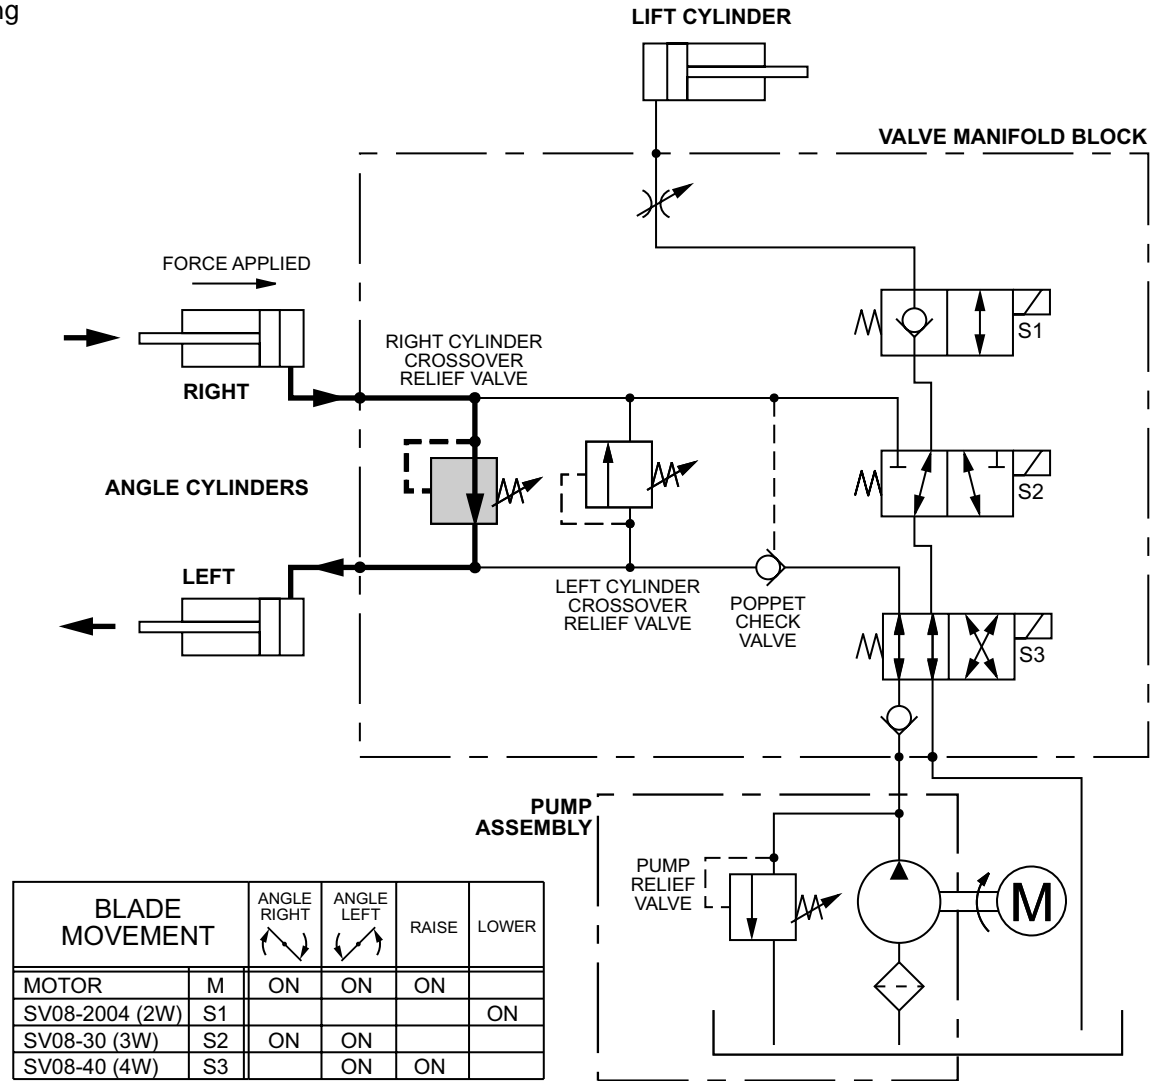 ng
LIFT CYLINDER
VALVE MANIFOLD BLOCK
FORCE APPLIED
RIGHT CYLINDER
CROSSOVER
RELIEF VALVE
S1
RIGHT
ANGLE CYLINDERS
S2
LEFT
LEFT CYLINDER
CROSSOVER
RELIEF VALVE
POPPET
CHECK
VALVE
S3
PUMP
ASSEMBLY
PUMP
RELIEF
VALVE
M
BLADE
MOVEMENT
ANGLE
RIGHT
ANGLE
LEFT
RAISE
LOWER
MOTOR M ON ON ON
SV08-2004 (2W) S1 ON
SV08-30 (3W) S2 ON ON
SV08-40 (4W) S3 ON ON